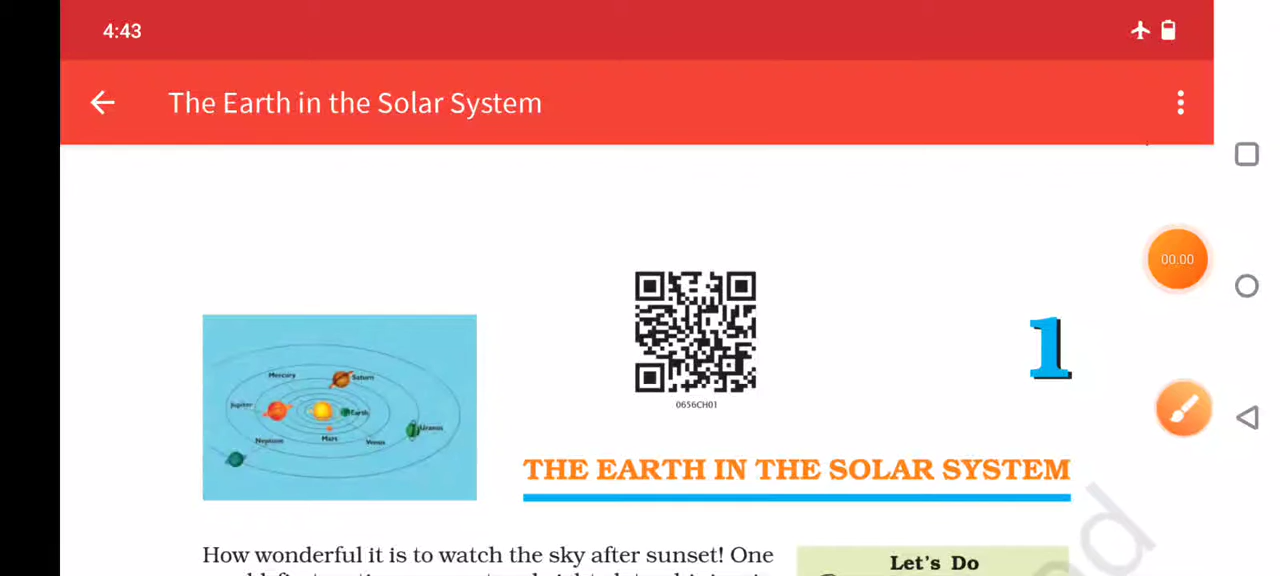 4:43
The Earth in the Solar System
00.00
0656CH01
1
Mercury
Saturn
Jupiter
Earth
Uranus
Neptune
Mars
Venus
THE EARTH IN THE SOLAR SYSTEM
How wonderful it is to watch the sky after sunset! One
Let's Do